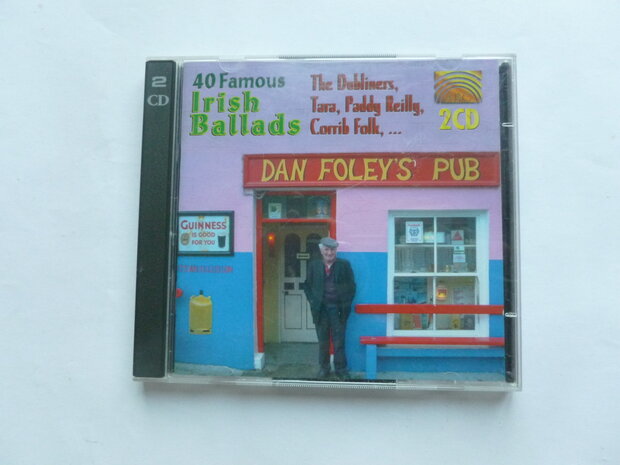 2
CD
40 Famous
Irish
Ballads
The Dubliners,
Tara, Paddy Reilly,
Corrib Folk, ...
2CD
DAN FOLEY'S PUB
GUINNESS
IS GOOD
FOR YOU